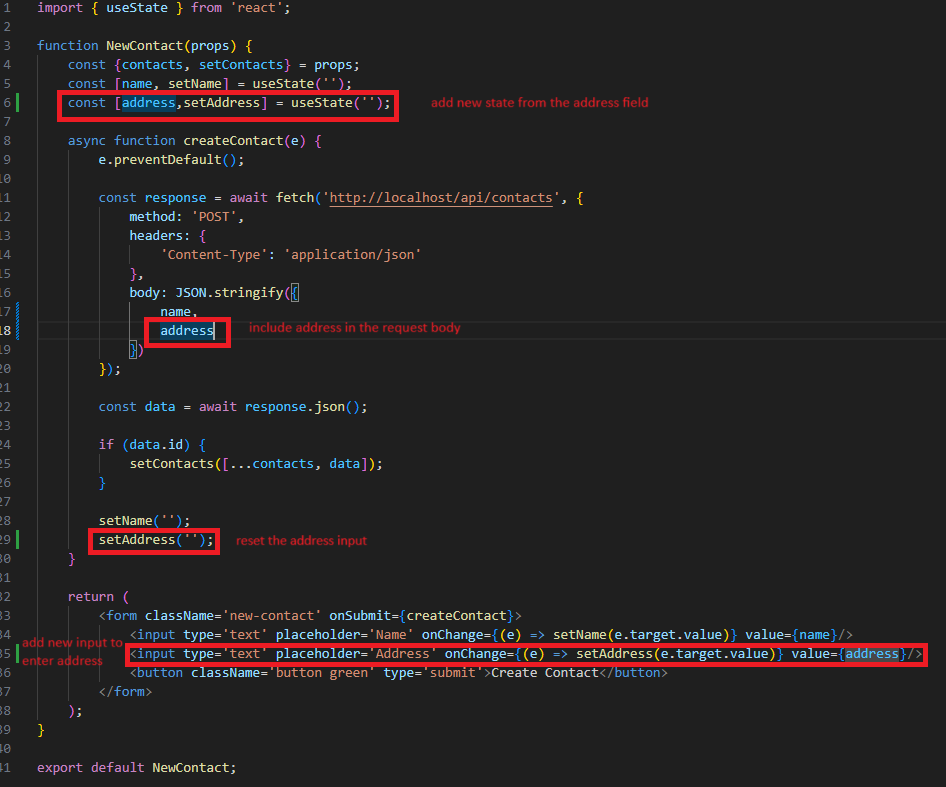 1 import { useState } from 'react';
2
3 function NewContact(props) {
4 const {contacts, setContacts} = props;
5 const [name, setName] = useState('');
6 const [address,setAddress] = useState(''); add new state from the address field
7
8 async function createContact(e) {
9 e.preventDefault();
10
11 const response = await fetch('http://localhost/api/contacts', {
12 method: 'POST',
13 headers: {
14 'Content-Type': 'application/json'
15 },
16 body: JSON.stringify({
17 name,
18 address include address in the request body
19 })
20 });
21
22 const data = await response.json();
23
24 if (data.id) {
25 setContacts([...contacts, data]);
26 }
27
28 setName('');
29 setAddress(''); reset the address input
30 }
31
32 return (
33 <form className='new-contact' onSubmit={createContact}>
34 <input type='text' placeholder='Name' onChange={(e) => setName(e.target.value)} value={name}/>
add new input to
35 <input type='text' placeholder='Address' onChange={(e) => setAddress(e.target.value)} value={address}/>
enter address
36 <button className='button green' type='submit'>Create Contact</button>
37 </form>
38 );
39 }
40
41 export default NewContact;